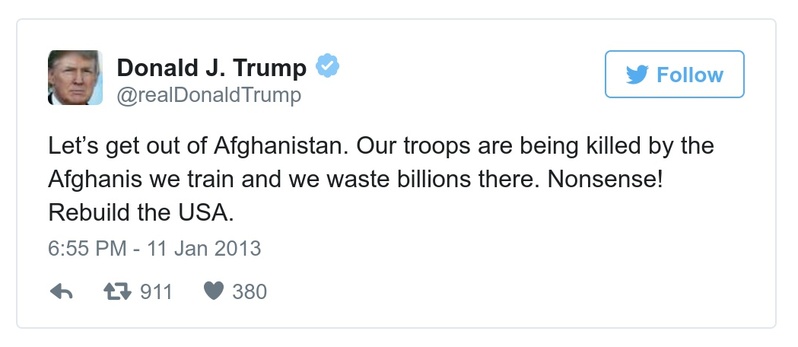 Donald J. Trump
@realDonaldTrump
Follow
Let’s get out of Afghanistan. Our troops are being killed by the
Afghanis we train and we waste billions there. Nonsense!
Rebuild the USA.
6:55 PM - 11 Jan 2013
911 380